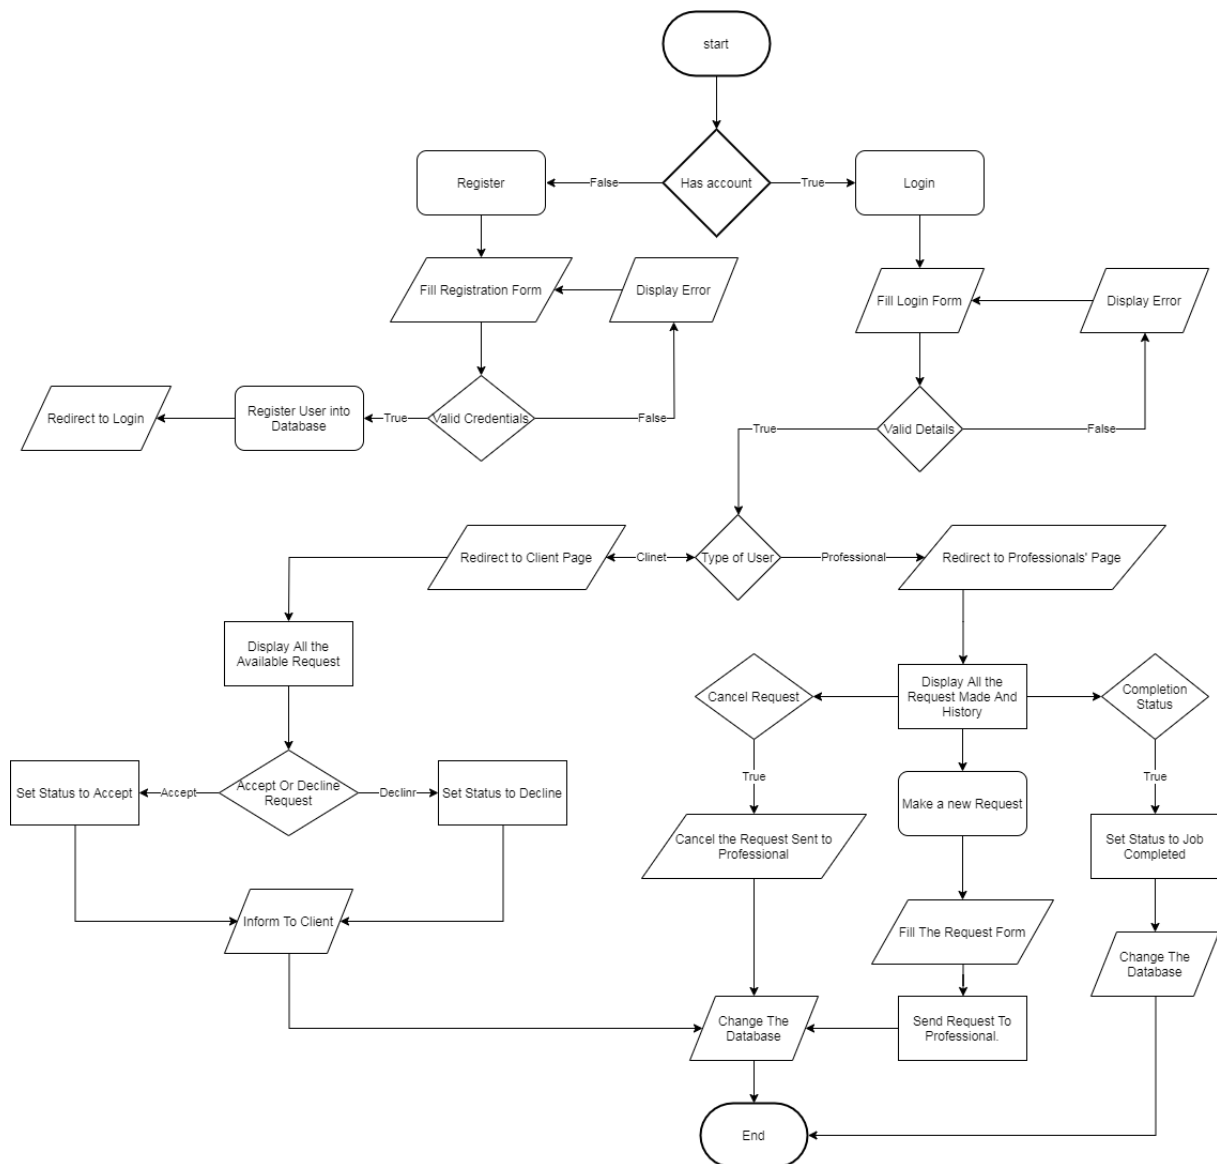 start
Register
False
Has account
True
Login
Fill Registration Form
Display Error
Fill Login Form
Display Error
Redirect to Login
Register User into
Database
True
Valid Credentials
False
True
Valid Details
False
Redirect to Client Page
Clinet
Type of User
Professional
Redirect to Professionals' Page
Display All the
Available Request
Cancel Request
Display All the
Request Made And
History
Completion
Status
Set Status to Accept
Accept
Accept Or Decline
Request
Declinr
Set Status to Decline
True
Make a new Request
True
Cancel the Request Sent to
Professional
Set Status to Job
Completed
Inform To Client
Fill The Request Form
Change The
Database
Change The
Database
Send Request To
Professional.
End